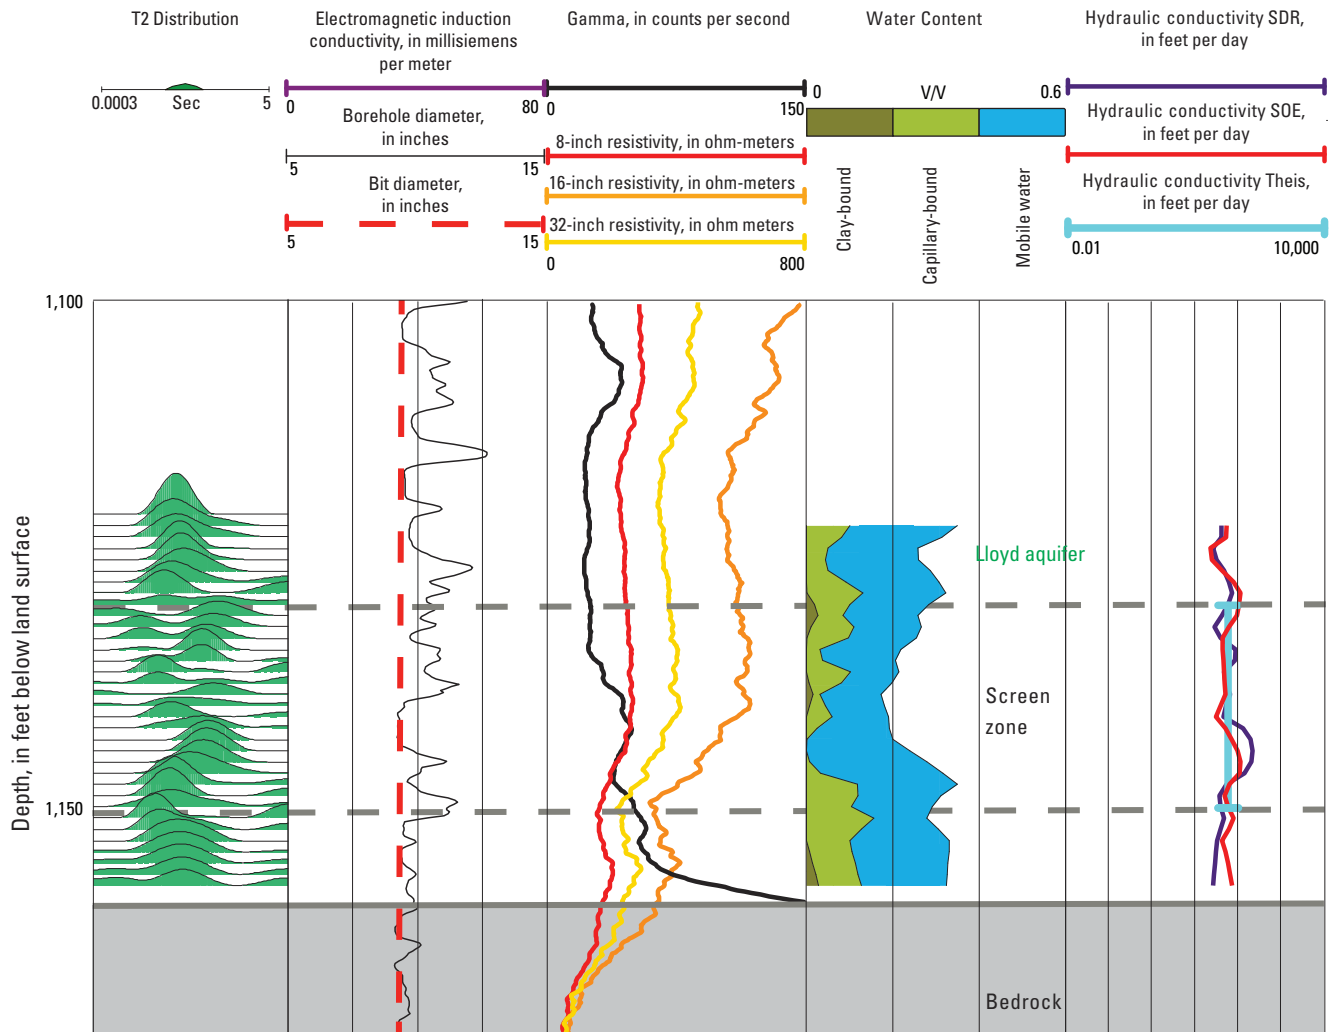 T2 Distribution
0.0003 Sec 5
Electromagnetic induction
conductivity, in millisiemens
per meter
0 80
Borehole diameter,
in inches
5 15
Bit diameter,
in inches
5 15
Gamma, in counts per second
0 150
8-inch resistivity, in ohm-meters
16-inch resistivity, in ohm-meters
32-inch resistivity, in ohm meters
0 800
Water Content
0 V/V 0.6
Clay-bound
Capillary-bound
Mobile water
Hydraulic conductivity SDR,
in feet per day
Hydraulic conductivity SOE,
in feet per day
Hydraulic conductivity Theis,
in feet per day
0.01 10,000
Depth, in feet below land surface
1,100
1,150
Lloyd aquifer
Screen
zone
Bedrock